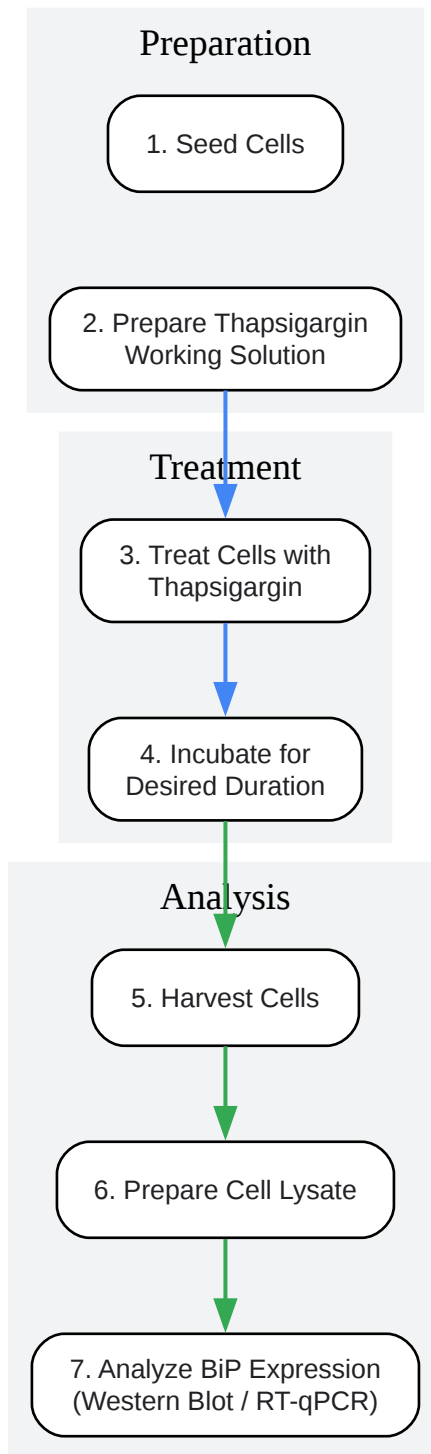 Preparation
1. Seed Cells
2. Prepare Thapsigargin
Working Solution
Treatment
3. Treat Cells with
Thapsigargin
4. Incubate for
Desired Duration
Analysis
5. Harvest Cells
6. Prepare Cell Lysate
7. Analyze BiP Expression
(Western Blot / RT-qPCR)